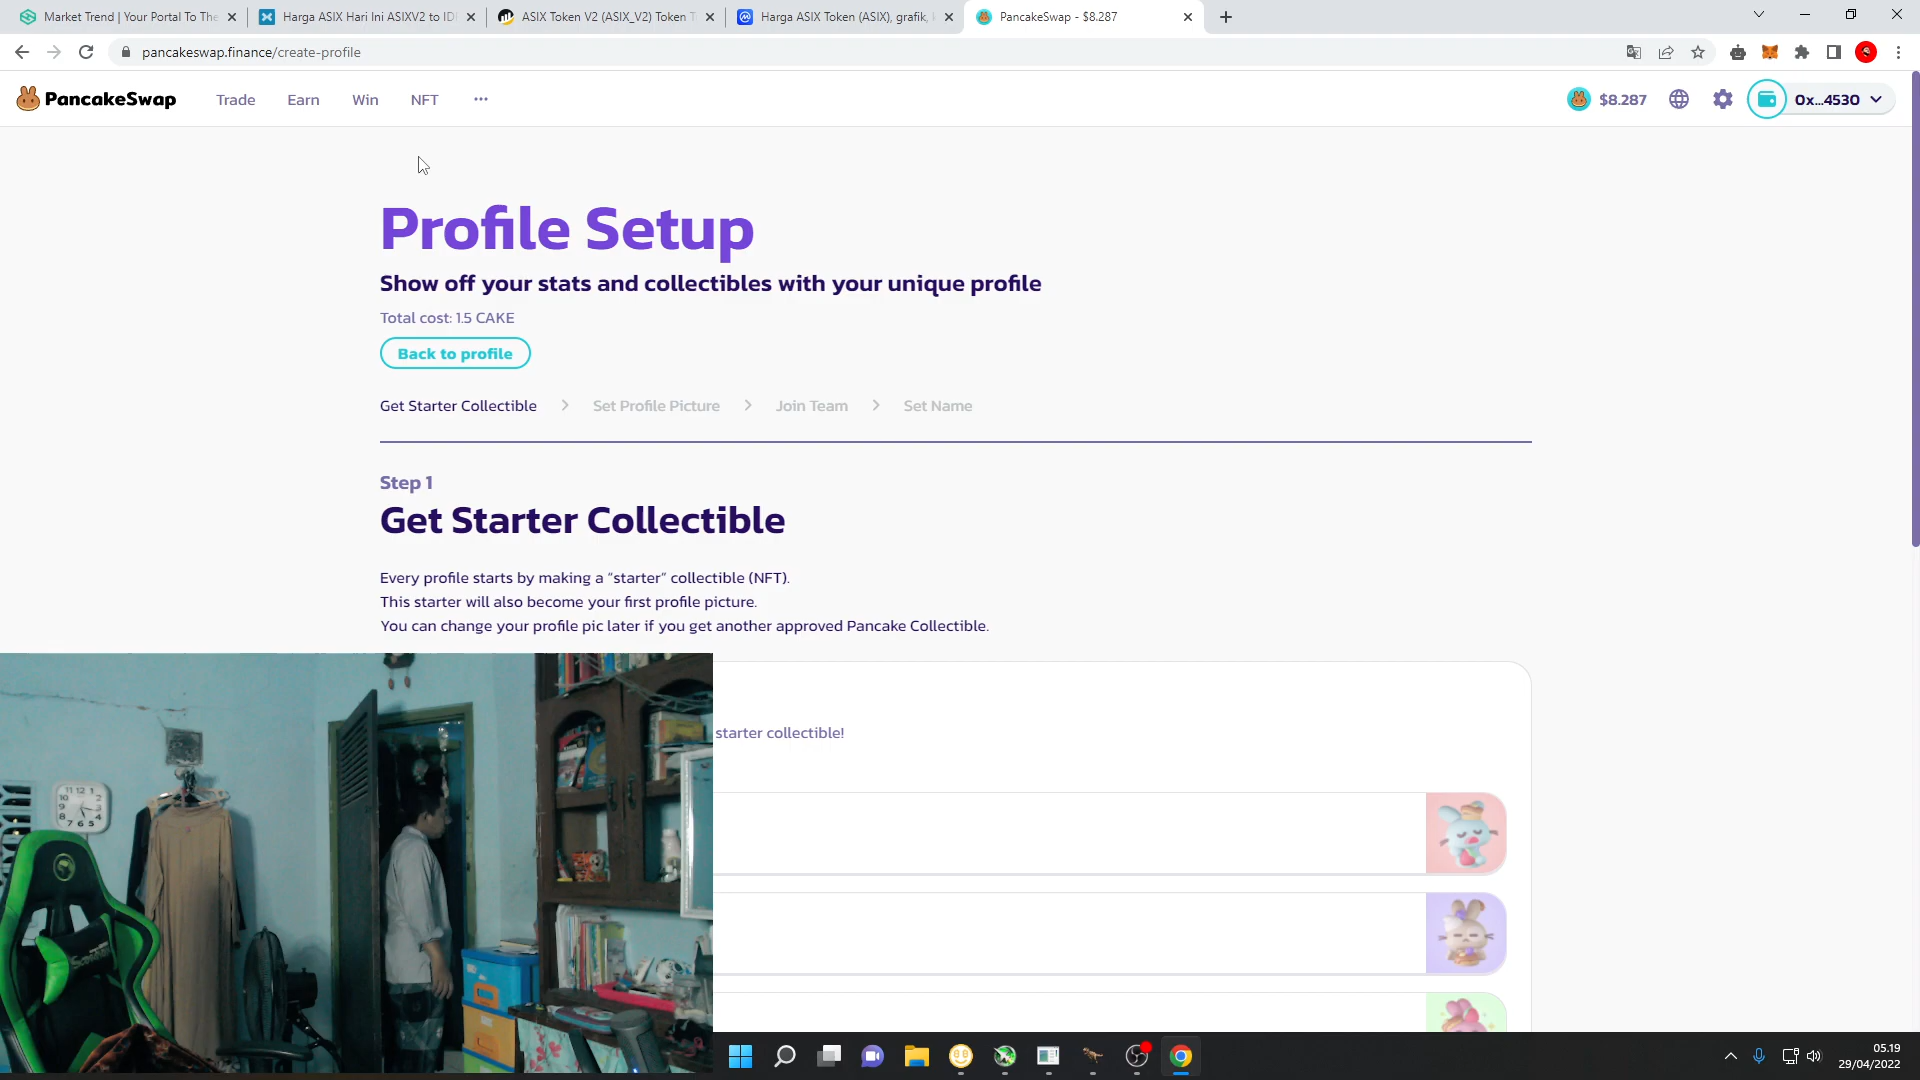 Market Trend | Your Portal To The
Harga ASIX Hari Ini ASIXV2 to ID
ASIX Token V2 (ASIX_V2) Token T
Harga ASIX Token (ASIX), grafik,
PancakeSwap - $8.287
pancakeswap.finance/create-profile
PancakeSwap
Trade
Earn
Win
NFT
$8.287
0x...4530
Profile Setup
Show off your stats and collectibles with your unique profile
Total cost: 1.5 CAKE
Back to profile
Get Starter Collectible
Set Profile Picture
Join Team
Set Name
Step 1
Get Starter Collectible
Every profile starts by making a “starter” collectible (NFT).
This starter will also become your first profile picture.
You can change your profile pic later if you get another approved Pancake Collectible.
starter collectible!
05.19
29/04/2022